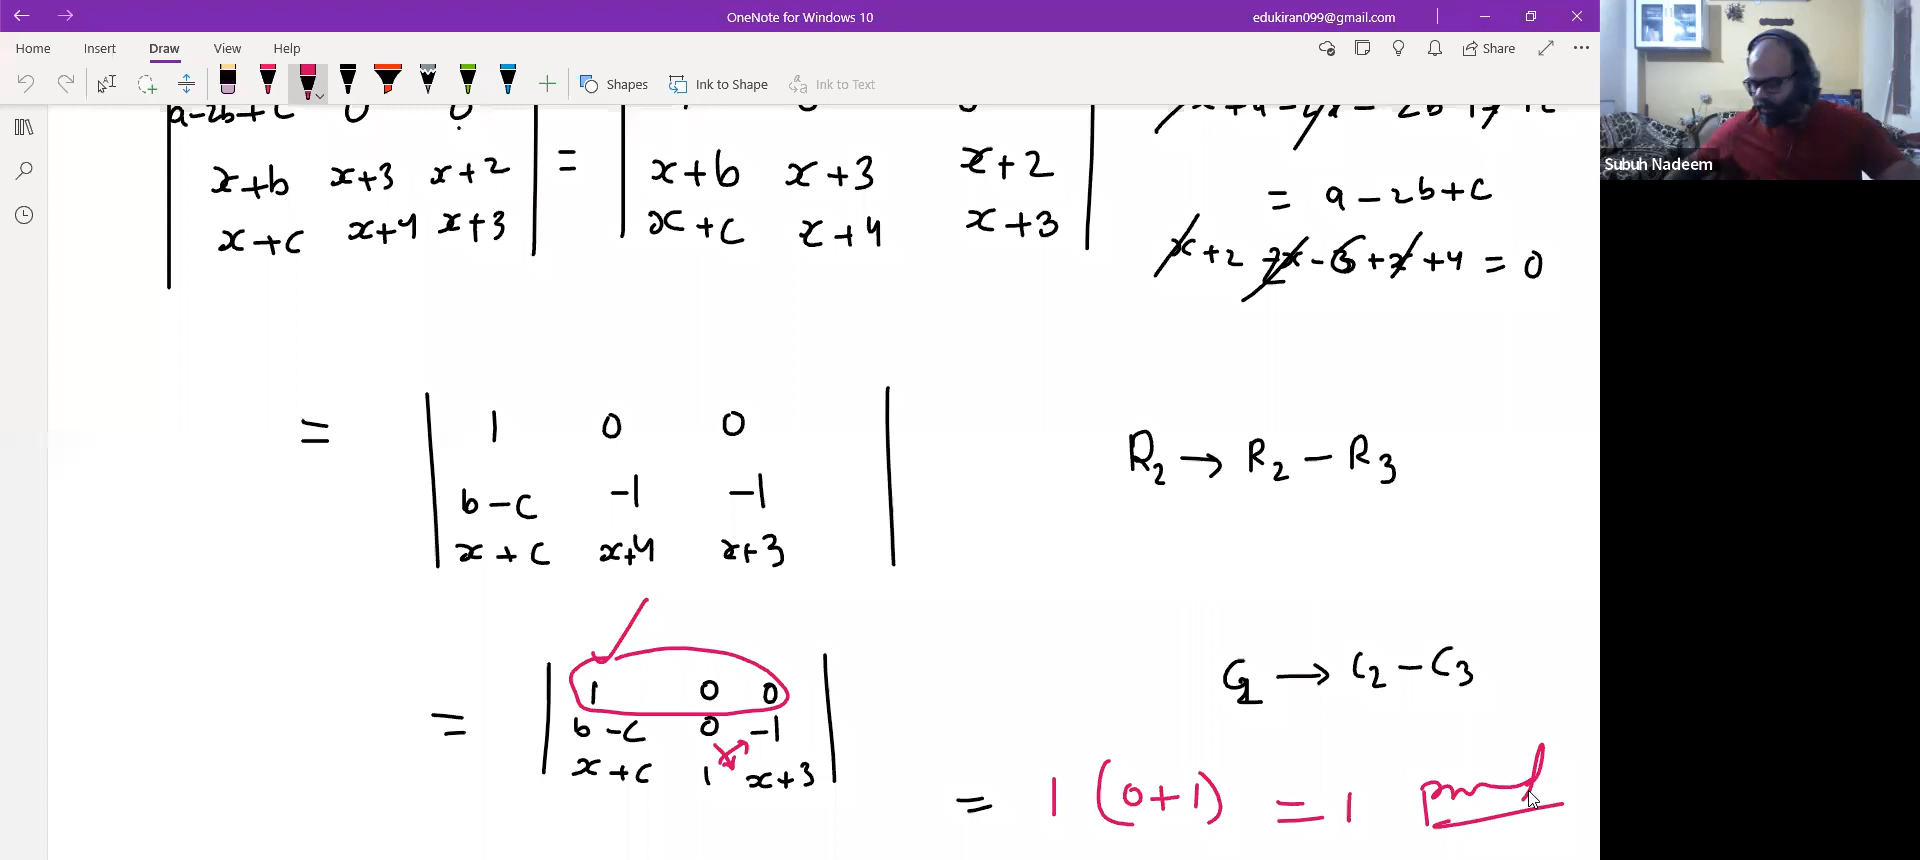 OneNote for Windows 10
edukiran099@gmail.com
Home Insert Draw View Help
Share
Shapes Ink to Shape Ink to Text
Subuh Nadeem
a-2b+c 0 0
x+b x+3 x+2 = x+b x+3 x+2
x+c x+4 x+3 x+c x+4 x+3
= a-2b+c
x+2 -2x-6+x+4 = 0
= 1 0 0
b-c -1 -1
x+c x+4 x+3
R2 → R2 - R3
= 1 0 0
b-c 0 -1
x+c 1 x+3
C2 → C2 - C3
= 1 (0+1) = 1